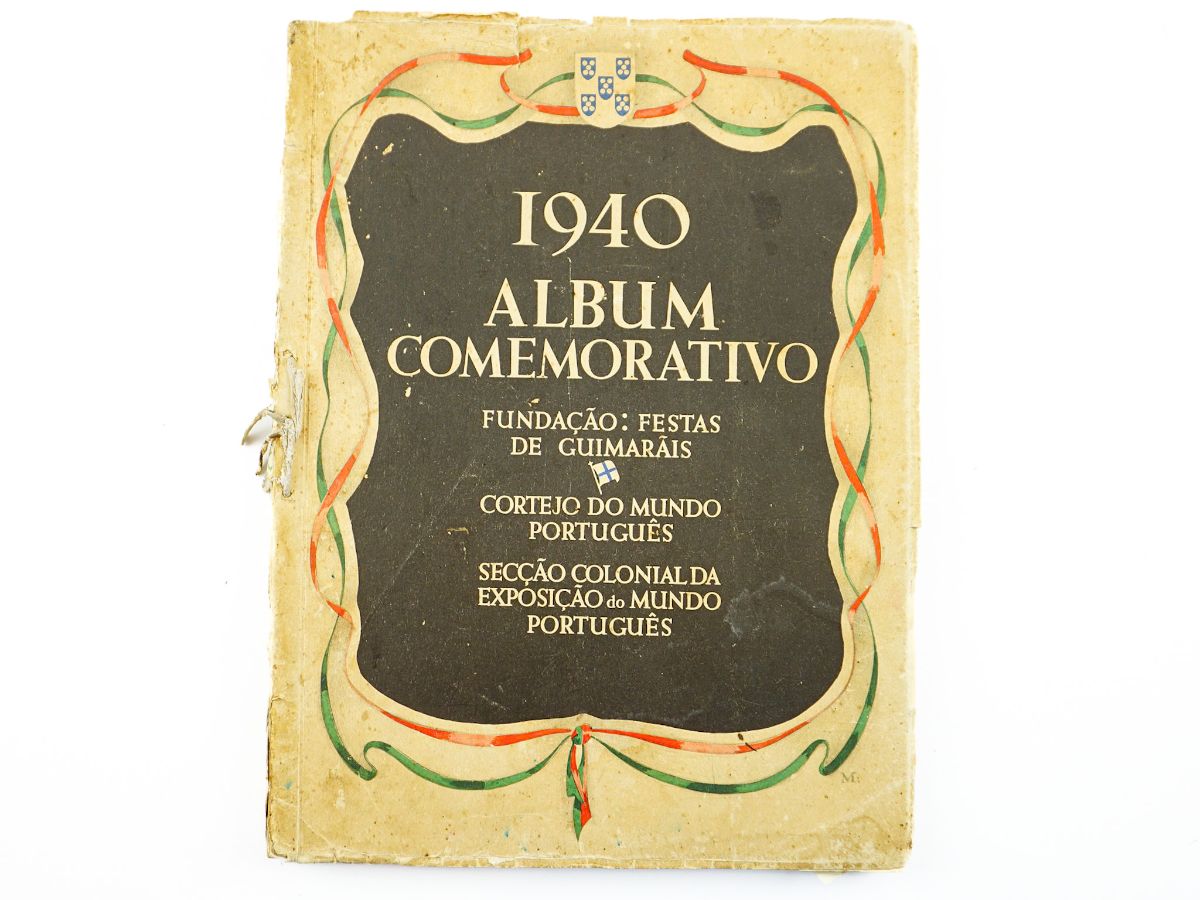 1940
ALBUM
COMEMORATIVO
FUNDAÇÃO: FESTAS
DE GUIMARÃIS
CORTEJO DO MUNDO
PORTUGUÊS
SECÇÃO COLONIAL DA
EXPOSIÇÃO do MUNDO
PORTUGUÊS
M: